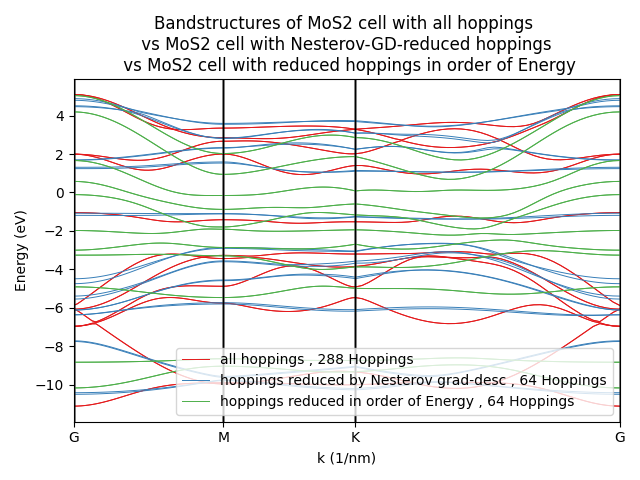 Bandstructures of MoS2 cell with all hoppings
vs MoS2 cell with Nesterov-GD-reduced hoppings
vs MoS2 cell with reduced hoppings in order of Energy
Energy (eV)
4
2
0
−2
−4
−6
−8
−10
all hoppings , 288 Hoppings
hoppings reduced by Nesterov grad-desc , 64 Hoppings
hoppings reduced in order of Energy , 64 Hoppings
G M K G
k (1/nm)